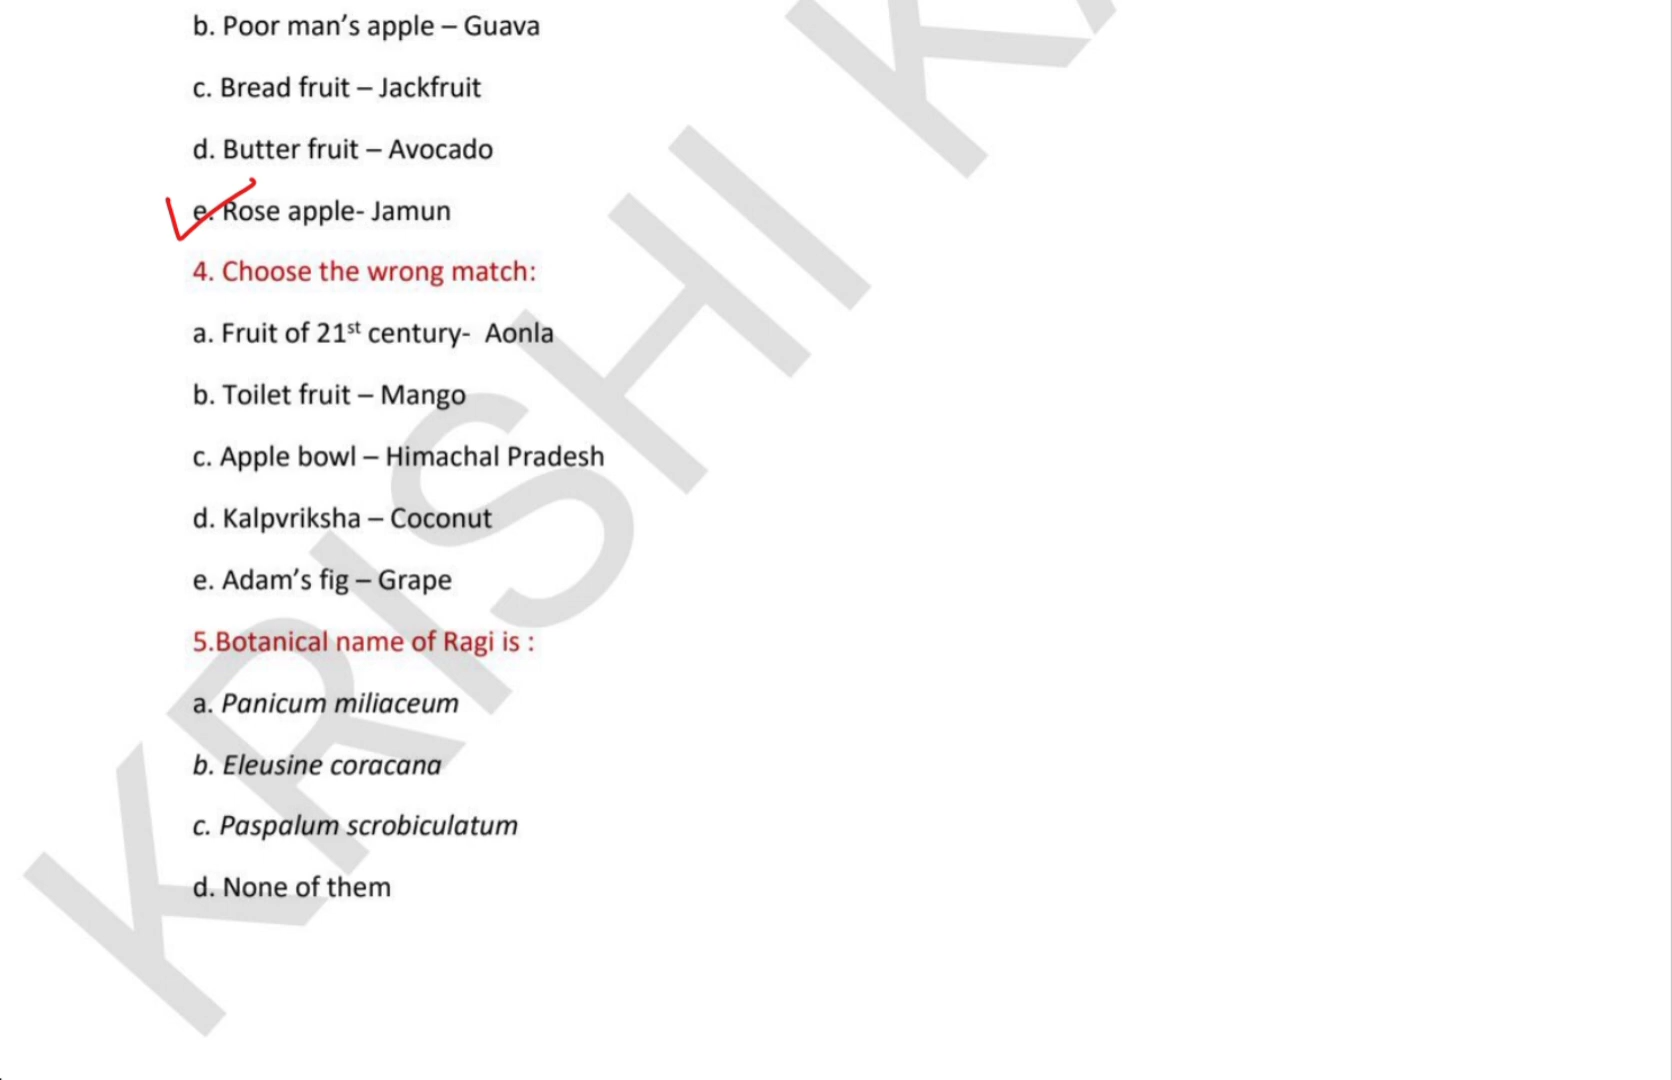 b. Poor man’s apple – Guava
c. Bread fruit – Jackfruit
d. Butter fruit – Avocado
e. Rose apple- Jamun
4. Choose the wrong match:
a. Fruit of 21st century-  Aonla
b. Toilet fruit – Mango
c. Apple bowl – Himachal Pradesh
d. Kalpvriksha – Coconut
e. Adam’s fig – Grape
5.Botanical name of Ragi is :
a. Panicum miliaceum
b. Eleusine coracana
c. Paspalum scrobiculatum
d. None of them
KRISHI